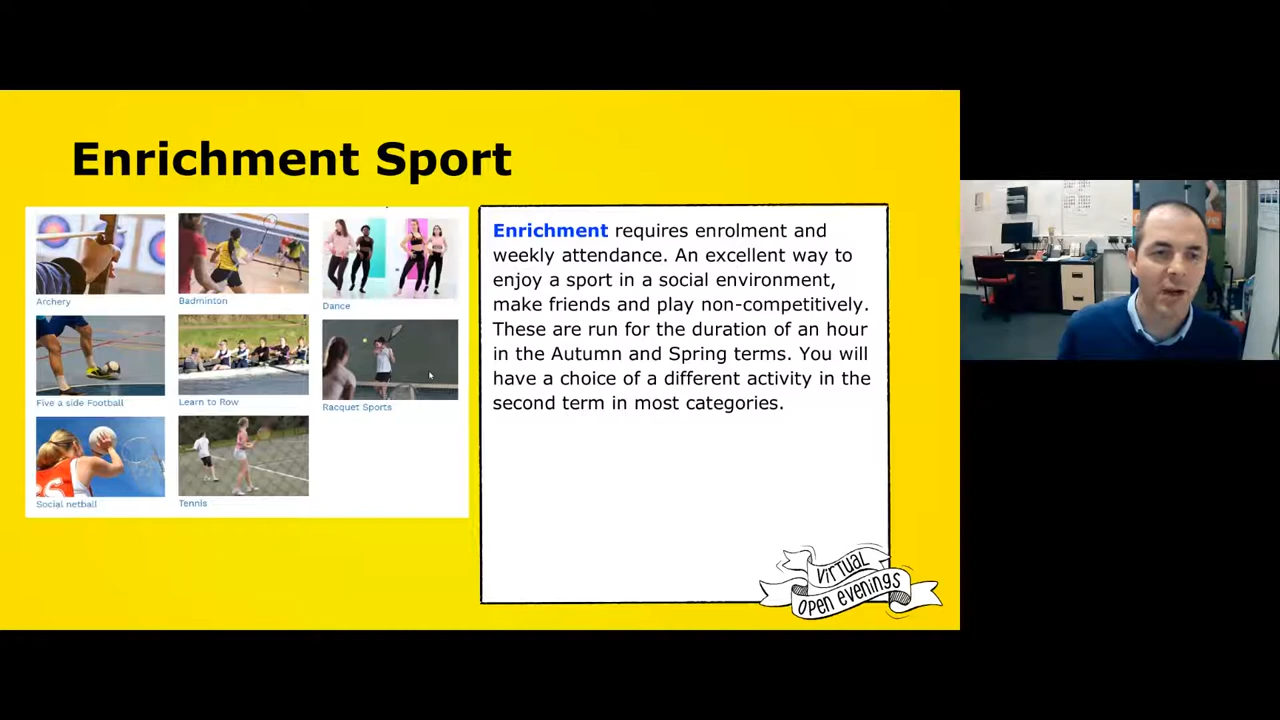 Enrichment Sport
Archery
Badminton
Dance
Five a side Football
Learn to Row
Racquet Sports
Social netball
Tennis
Enrichment requires enrolment and
weekly attendance. An excellent way to
enjoy a sport in a social environment,
make friends and play non-competitively.
These are run for the duration of an hour
in the Autumn and Spring terms. You will
have a choice of a different activity in the
second term in most categories.
VIRTUAL
OPEN EVENINGS